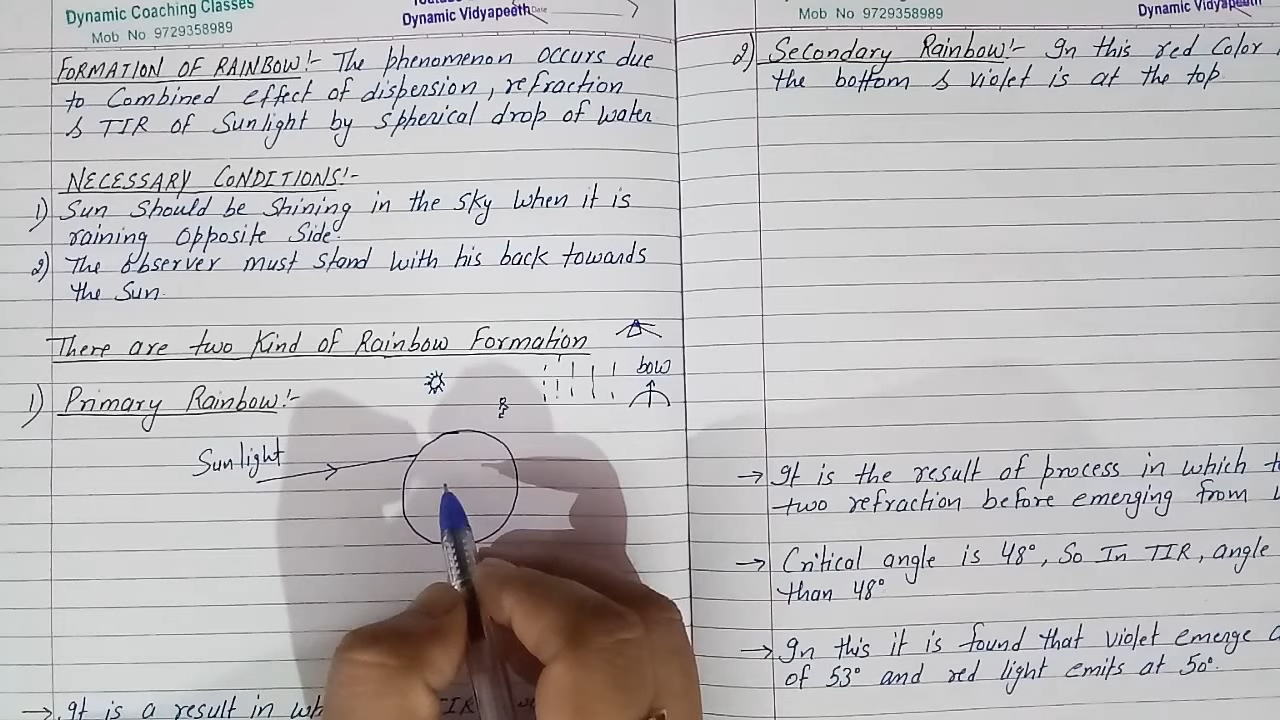 Dynamic Coaching Classes
Mob No 9729358989
Dynamic Vidyapeeth
Date
FORMATION OF RAINBOW:- The phenomenon occurs due
to Combined effect of dispension, refraction
& TIR of Sunlight by Spherical drop of water
NECESSARY CONDITIONS:-
1) Sun Should be Shining in the Sky when it is
raining opposite Side.
2) The observer must Stand with his back towards
the Sun.
There are two Kind of Rainbow Formation
bow
1) Primary Rainbow:-
Sunlight
→ It is a result in
Mob No 9729358989
Dynamic Vidyapeeth
2) Secondary Rainbow:- In this red Color
the bottom & violet is at the top
→ It is the result of process in which
two refraction before emerging from
→ Critical angle is 48°, So In TIR, angle
than 48°
→ In this it is found that violet emerge
of 53° and red light emits at 50°.